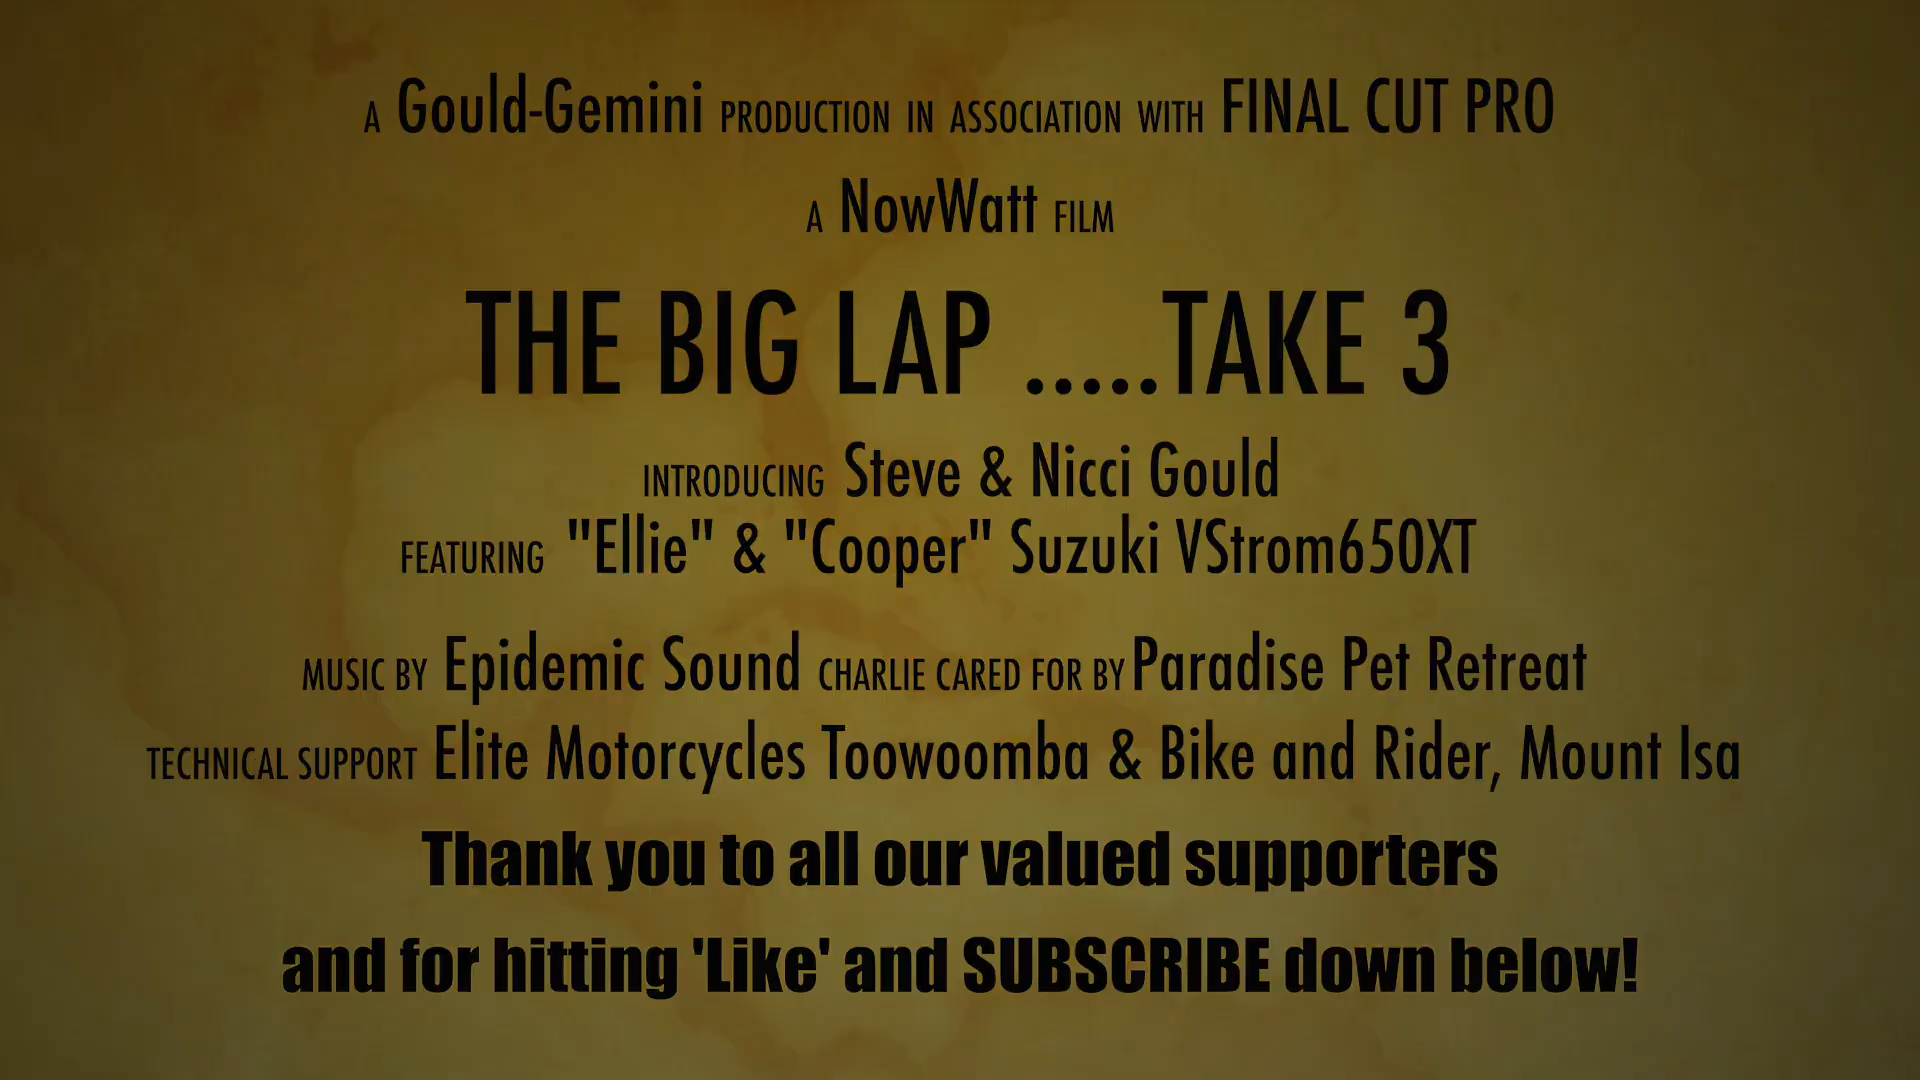 A Gould-Gemini PRODUCTION IN ASSOCIATION WITH FINAL CUT PRO
A NowWatt FILM
THE BIG LAP .....TAKE 3
INTRODUCING Steve & Nicci Gould
FEATURING "Ellie" & "Cooper" Suzuki VStrom650XT
MUSIC BY Epidemic Sound CHARLIE CARED FOR BY Paradise Pet Retreat
TECHNICAL SUPPORT Elite Motorcycles Toowoomba & Bike and Rider, Mount Isa
Thank you to all our valued supporters
and for hitting 'Like' and SUBSCRIBE down below!